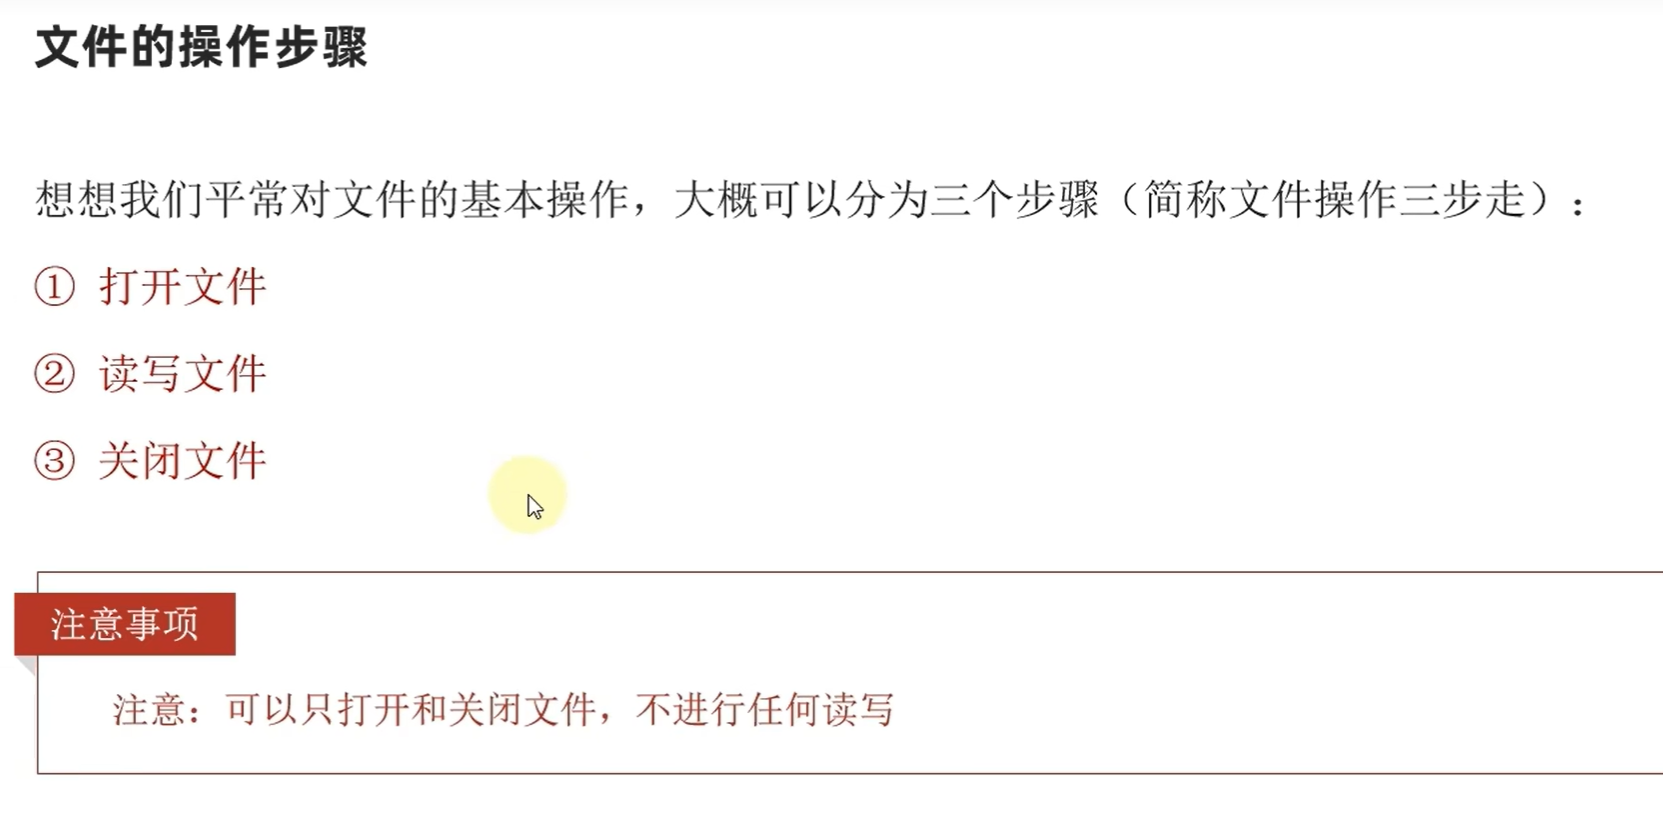 文件的操作步骤
想想我们平常对文件的基本操作，大概可以分为三个步骤（简称文件操作三步走）：
① 打开文件
② 读写文件
③ 关闭文件
注意事项
注意：可以只打开和关闭文件，不进行任何读写